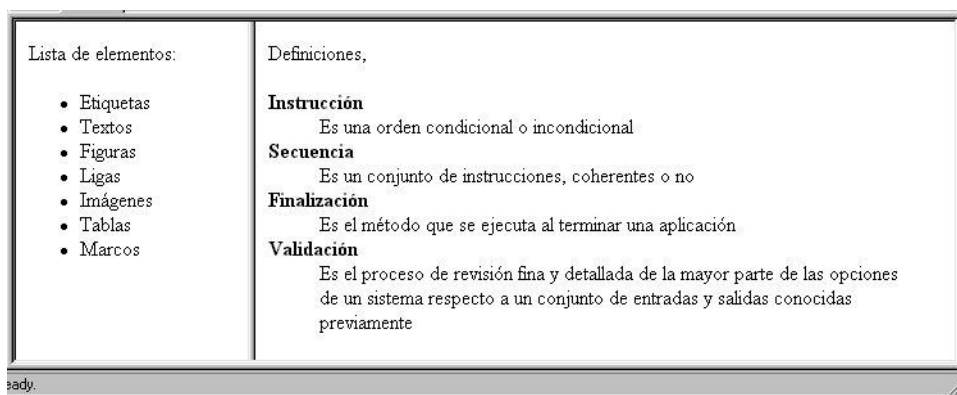 Lista de elementos:
• Etiquetas
• Textos
• Figuras
• Ligas
• Imágenes
• Tablas
• Marcos
Definiciones,
Instrucción
Es una orden condicional o incondicional
Secuencia
Es un conjunto de instrucciones, coherentes o no
Finalización
Es el método que se ejecuta al terminar una aplicación
Validación
Es el proceso de revisión fina y detallada de la mayor parte de las opciones
de un sistema respecto a un conjunto de entradas y salidas conocidas
previamente
eady.